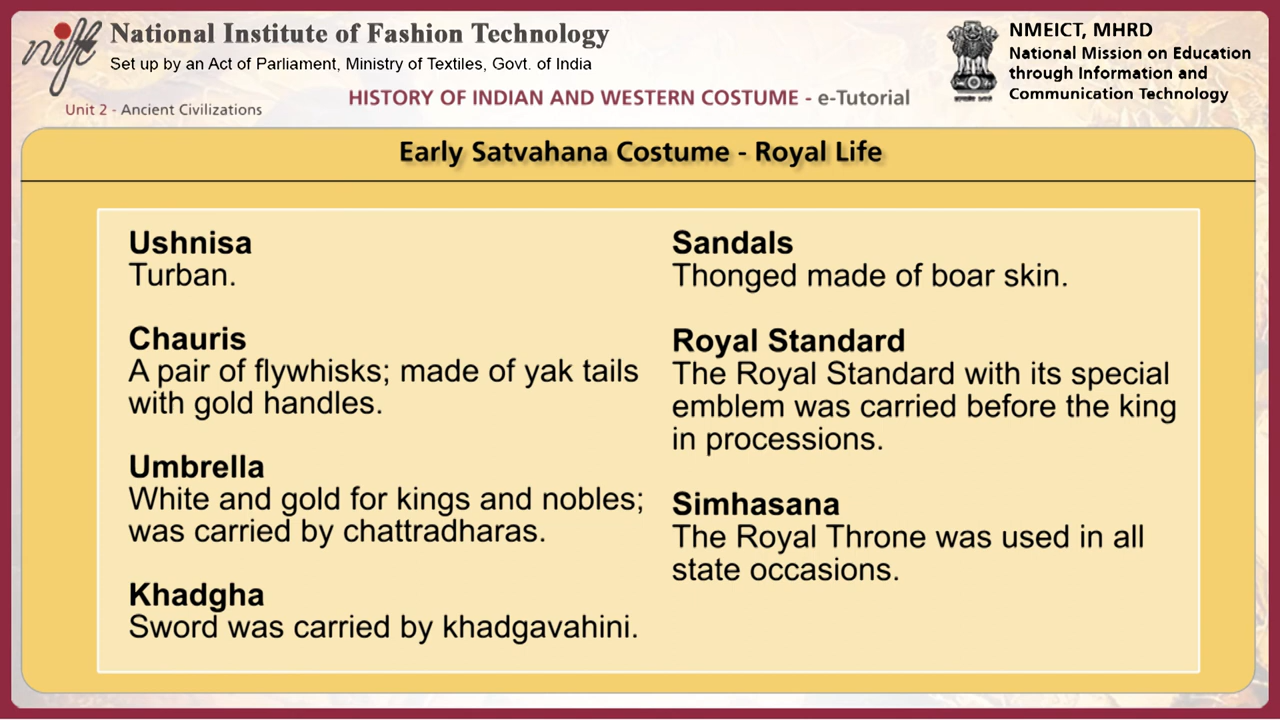 nift
National Institute of Fashion Technology
Set up by an Act of Parliament, Ministry of Textiles, Govt. of India
Unit 2 - Ancient Civilizations
HISTORY OF INDIAN AND WESTERN COSTUME - e-Tutorial
NMEICT, MHRD
National Mission on Education
through Information and
Communication Technology
Early Satvahana Costume - Royal Life
Ushnisa
Turban.
Chauris
A pair of flywhisks; made of yak tails
with gold handles.
Umbrella
White and gold for kings and nobles;
was carried by chattradharas.
Khadgha
Sword was carried by khadgavahini.
Sandals
Thonged made of boar skin.
Royal Standard
The Royal Standard with its special
emblem was carried before the king
in processions.
Simhasana
The Royal Throne was used in all
state occasions.